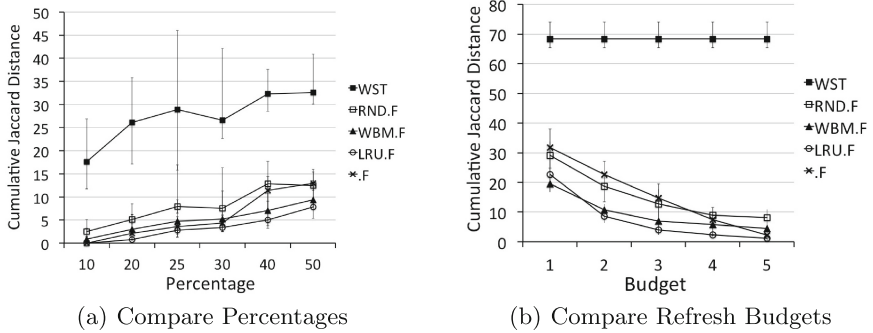 50
45
40
35
30
25
20
15
10
5
0
Cumulative Jaccard Distance
10 20 25 30 40 50
Percentage
WST
RND.F
WBM.F
LRU.F
.F
(a) Compare Percentages
80
70
60
50
40
30
20
10
0
Cumulative Jaccard Distance
1 2 3 4 5
Budget
WST
RND.F
WBM.F
LRU.F
.F
(b) Compare Refresh Budgets